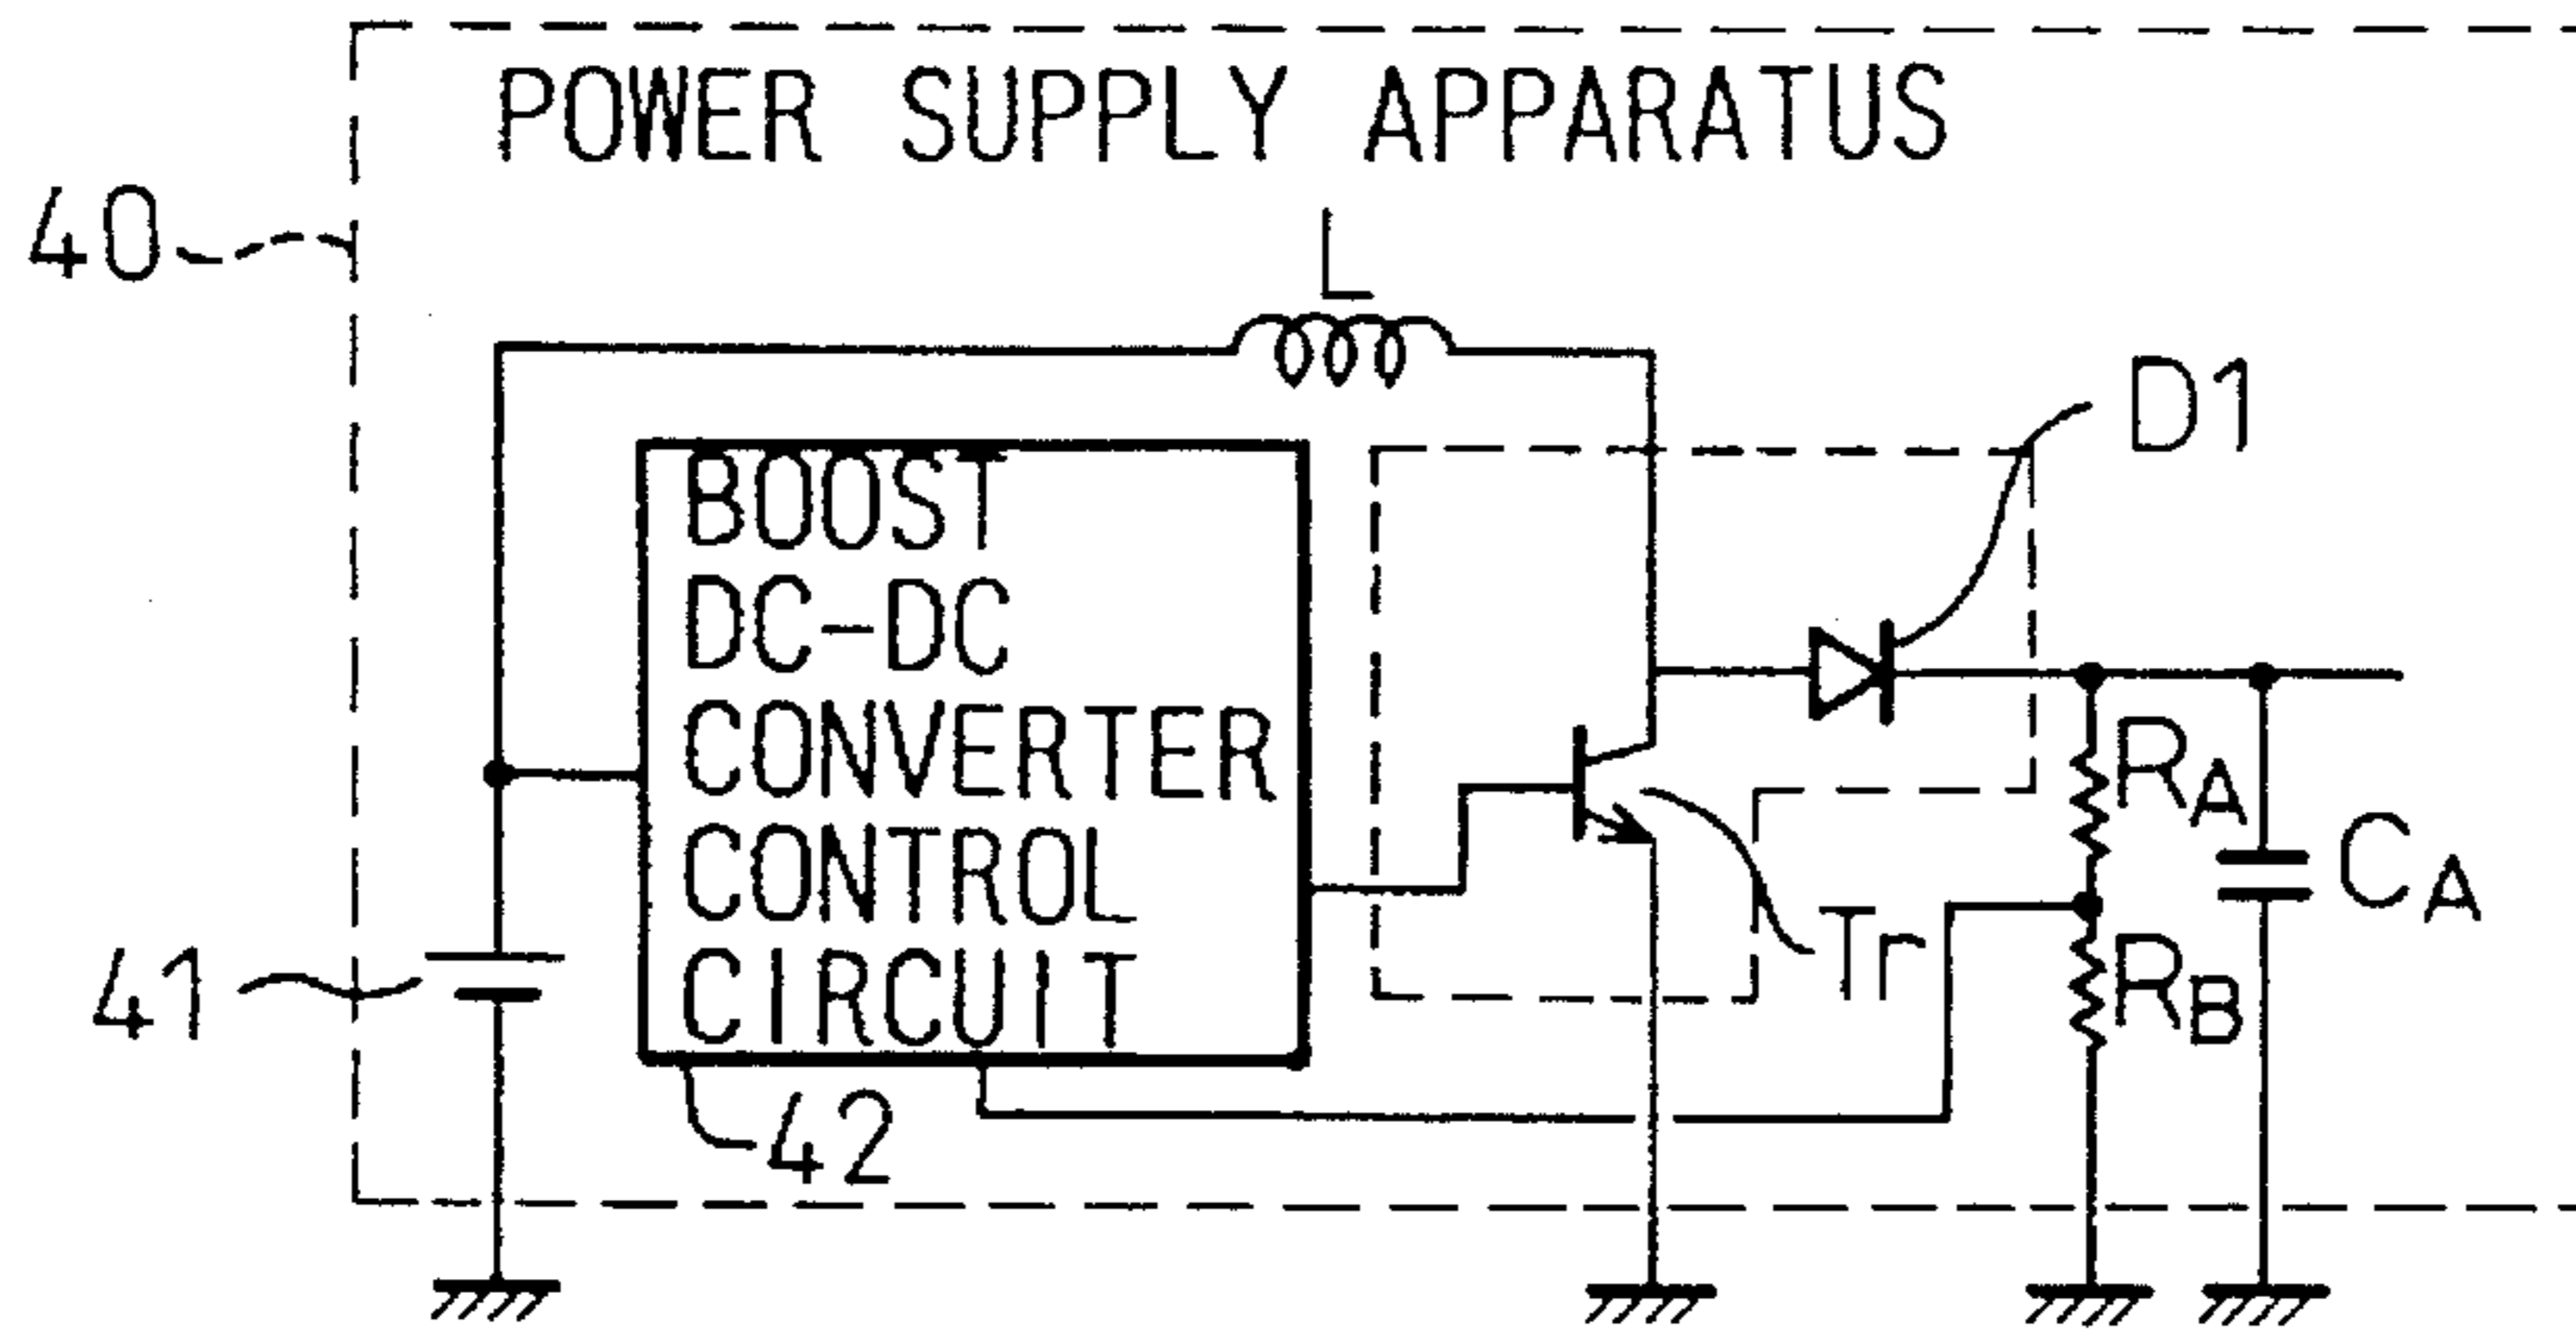 POWER SUPPLY APPARATUS
40
L
D1
BOOST
DC-DC
CONVERTER
CONTROL
CIRCUIT
RA
CA
Tr
RB
41
42